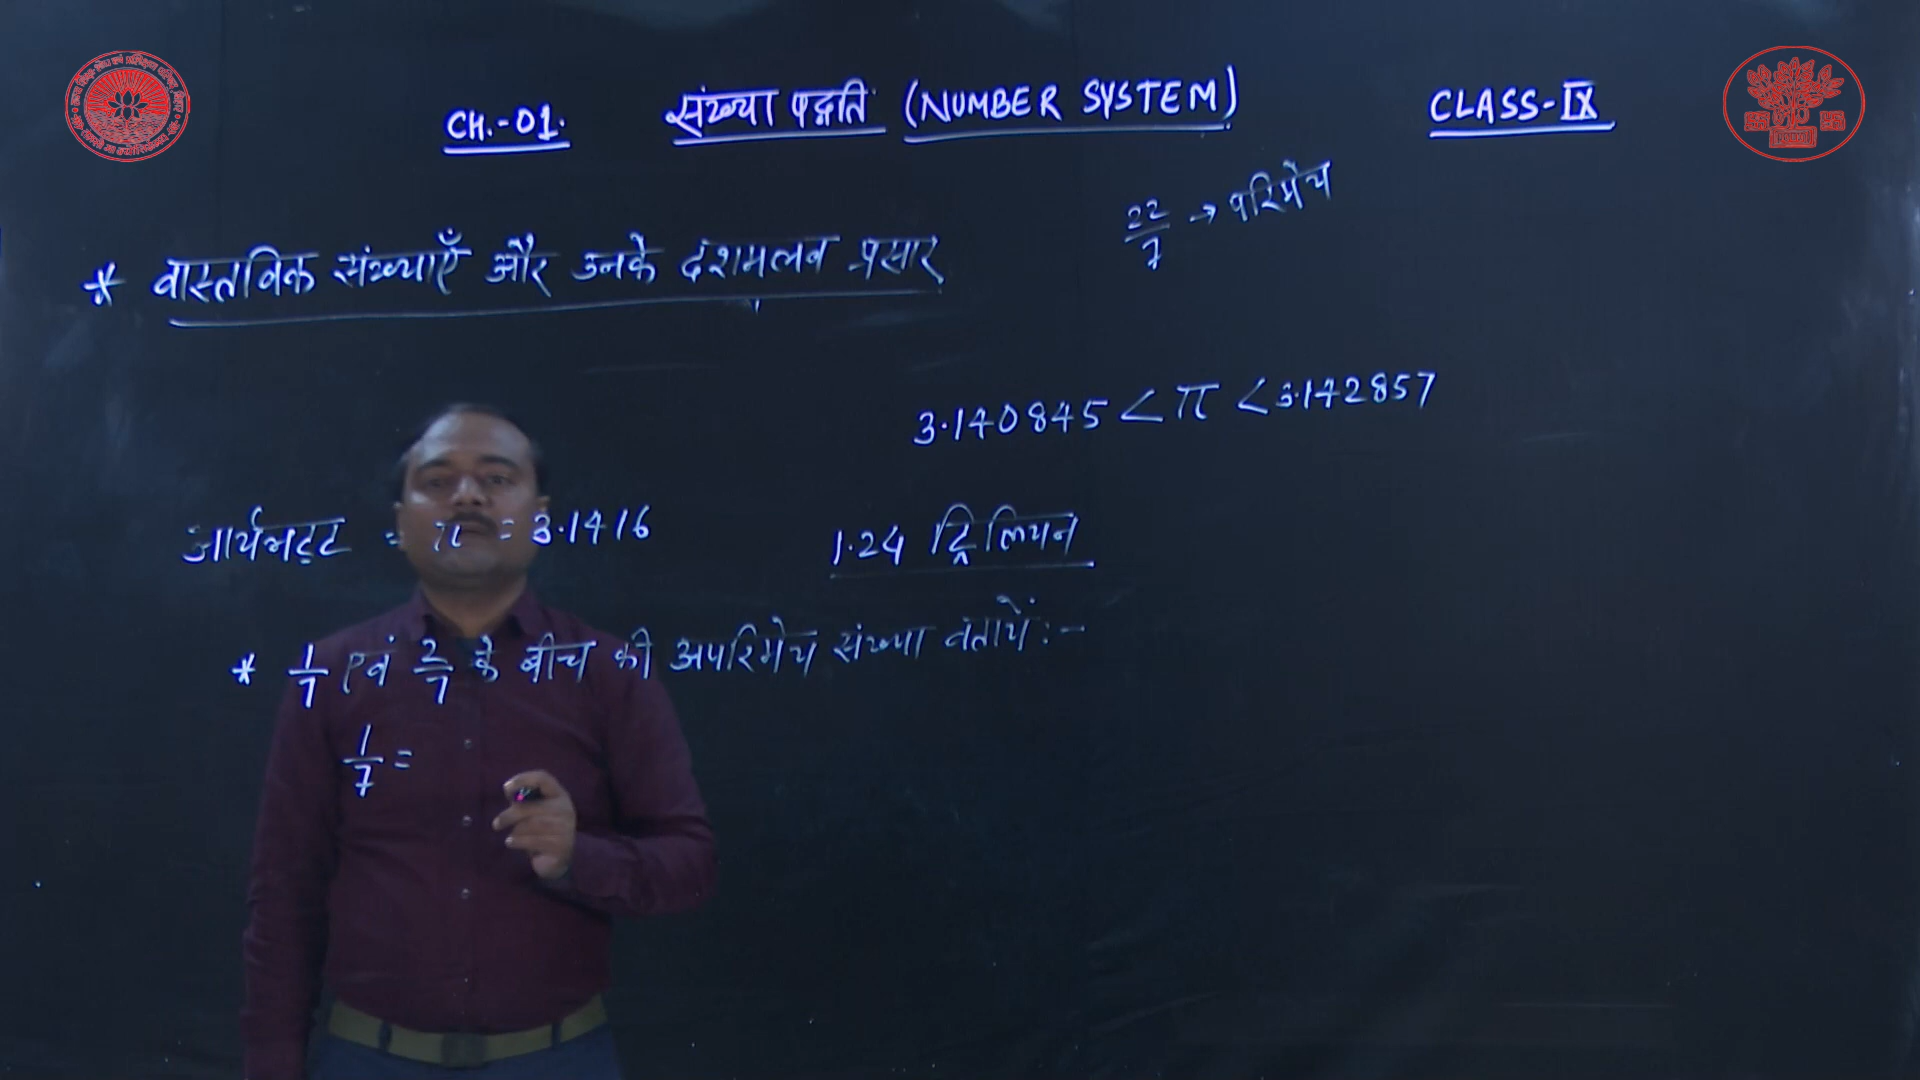 CH.-01. संख्या पद्धति (NUMBER SYSTEM) CLASS-IX
22/7 → परिमेय
* वास्तविक संख्याएँ और उनके दशमलव प्रसार
3.140845 < π < 3.142857
आर्यभट्ट = π = 3.1416
1.24 ट्रिलियन
* 1/7 एवं 2/7 के बीच की अपरिमेय संख्या बतायें:-
1/7 =